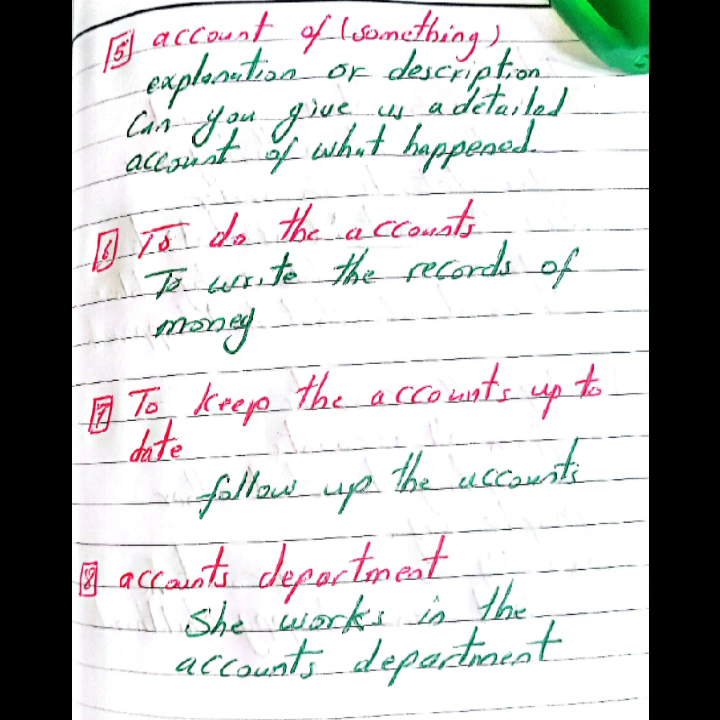 5 account of (something)
explanation or description
Can you give us a detailed
account of what happened.
6 To do the accounts
To write the records of
money
7 To keep the accounts up to
date
follow up the accounts
8 accounts department
She works in the
accounts department